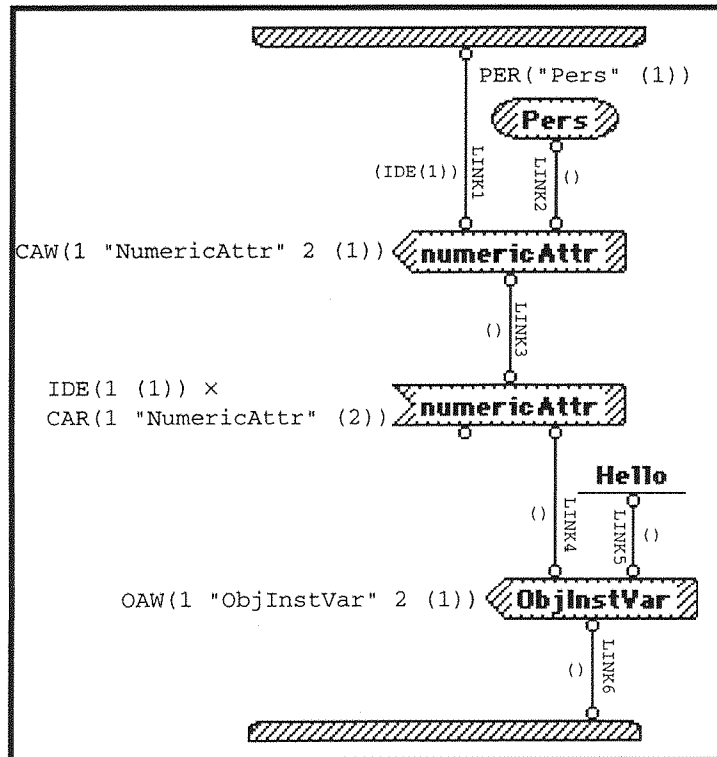 PER("Pers" (1))
Pers
(IDE(1))
LINK1
LINK2
()
CAW(1 "NumericAttr" 2 (1))
numericAttr
()
LINK3
IDE(1 (1)) ×
CAR(1 "NumericAttr" (2))
numericAttr
Hello
()
LINK4
LINK5
()
OAW(1 "ObjInstVar" 2 (1))
ObjInstVar
()
LINK6